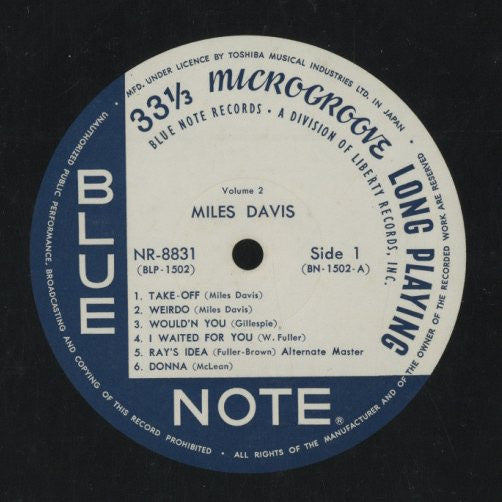 MFD. UNDER LICENCE BY TOSHIBA MUSICAL INDUSTRIES LTD. IN JAPAN
33⅓ MICROGROOVE LONG PLAYING
BLUE NOTE RECORDS • A DIVISION OF LIBERTY RECORDS, INC.
Volume 2
MILES DAVIS
NR-8831
(BLP-1502)
Side 1
(BN-1502-A)
1. TAKE-OFF (Miles Davis)
2. WEIRDO (Miles Davis)
3. WOULD'N YOU (Gillespie)
4. I WAITED FOR YOU (W. Fuller)
5. RAY'S IDEA (Fuller-Brown) Alternate Master
6. DONNA (McLean)
BLUE
NOTE®
UNAUTHORIZED PUBLIC PERFORMANCE, BROADCASTING AND COPYING OF THIS RECORD PROHIBITED • ALL RIGHTS OF THE MANUFACTURER AND OF THE OWNER OF THE RECORDED WORK ARE RESERVED